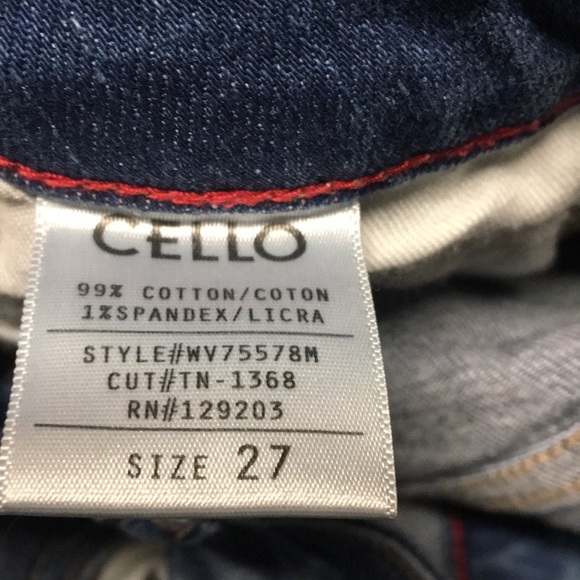 CELLO
99% COTTON/COTON
1%SPANDEX/LICRA
STYLE#WV75578M
CUT#TN-1368
RN#129203
SIZE 27